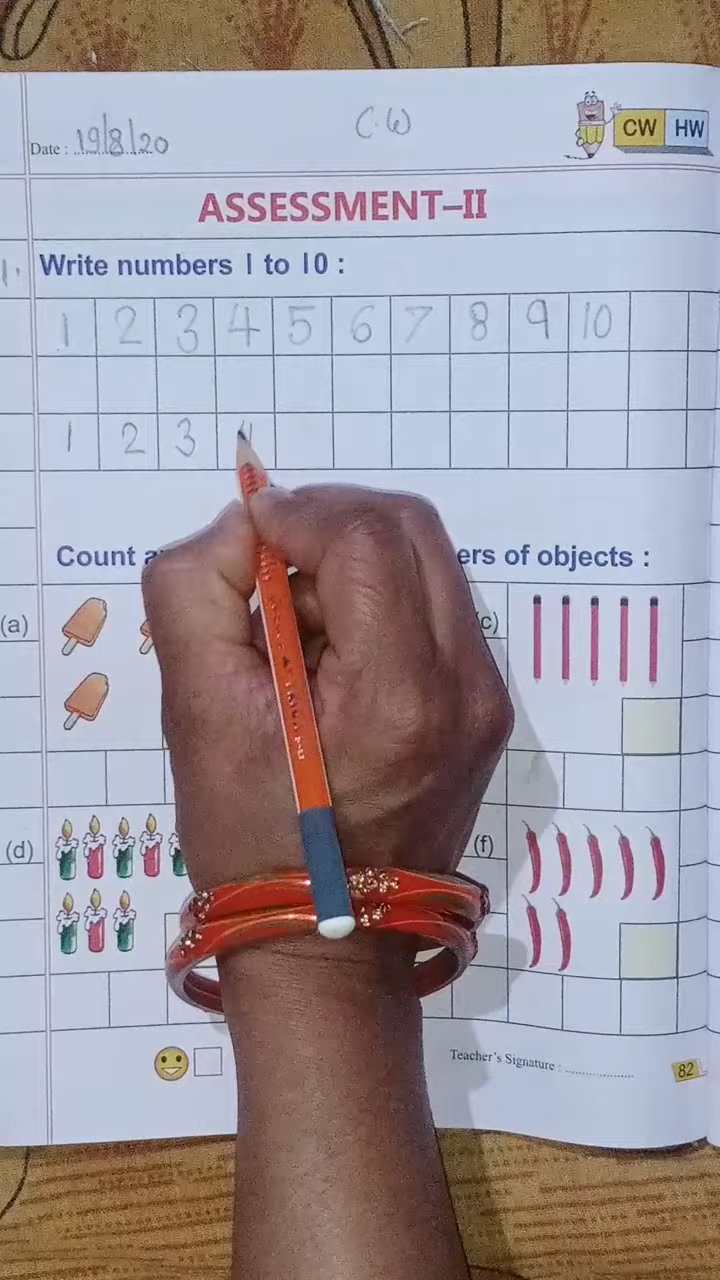 C.W
Date : 19/8/20
CW HW
ASSESSMENT–II
1. Write numbers 1 to 10 :
1 2 3 4 5 6 7 8 9 10
1 2 3 4
Count ers of objects :
(a) (c)
(d) (f)
Teacher's Signature : ..................
82